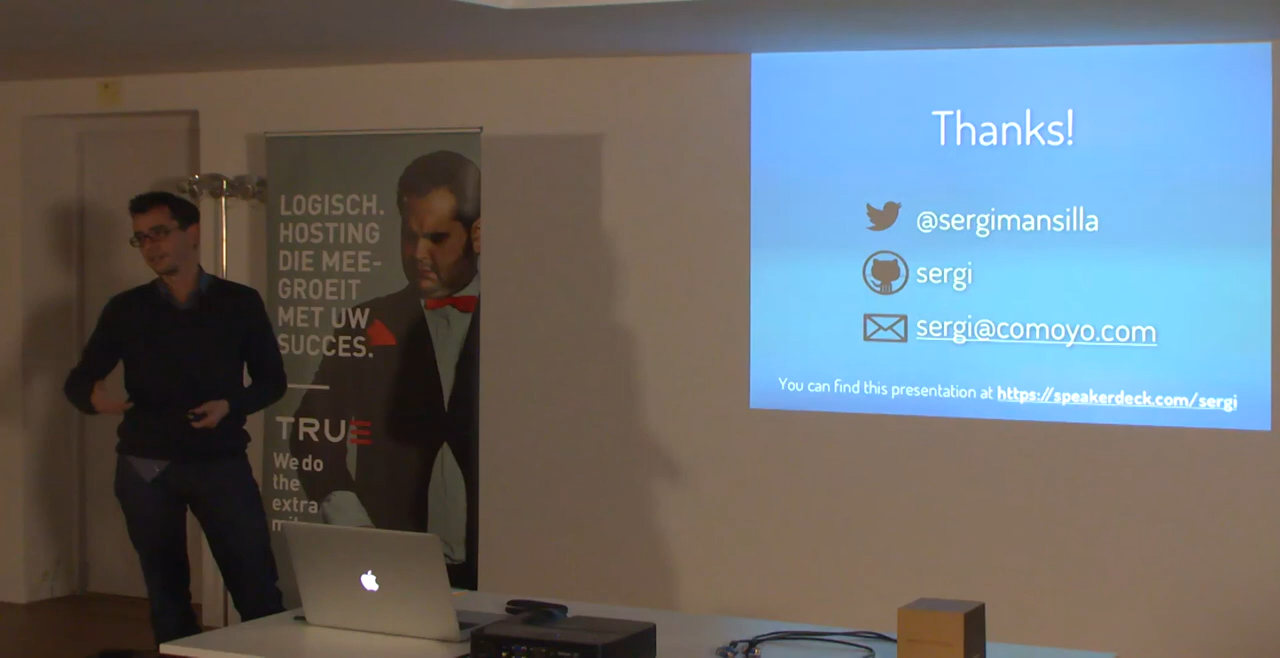 LOGISCH.
HOSTING
DIE MEE-
GROEIT
MET UW
SUCCES.
TRUE
We do
the
extra
Thanks!
@sergimansilla
sergi
sergi@comoyo.com
You can find this presentation at https://speakerdeck.com/sergi